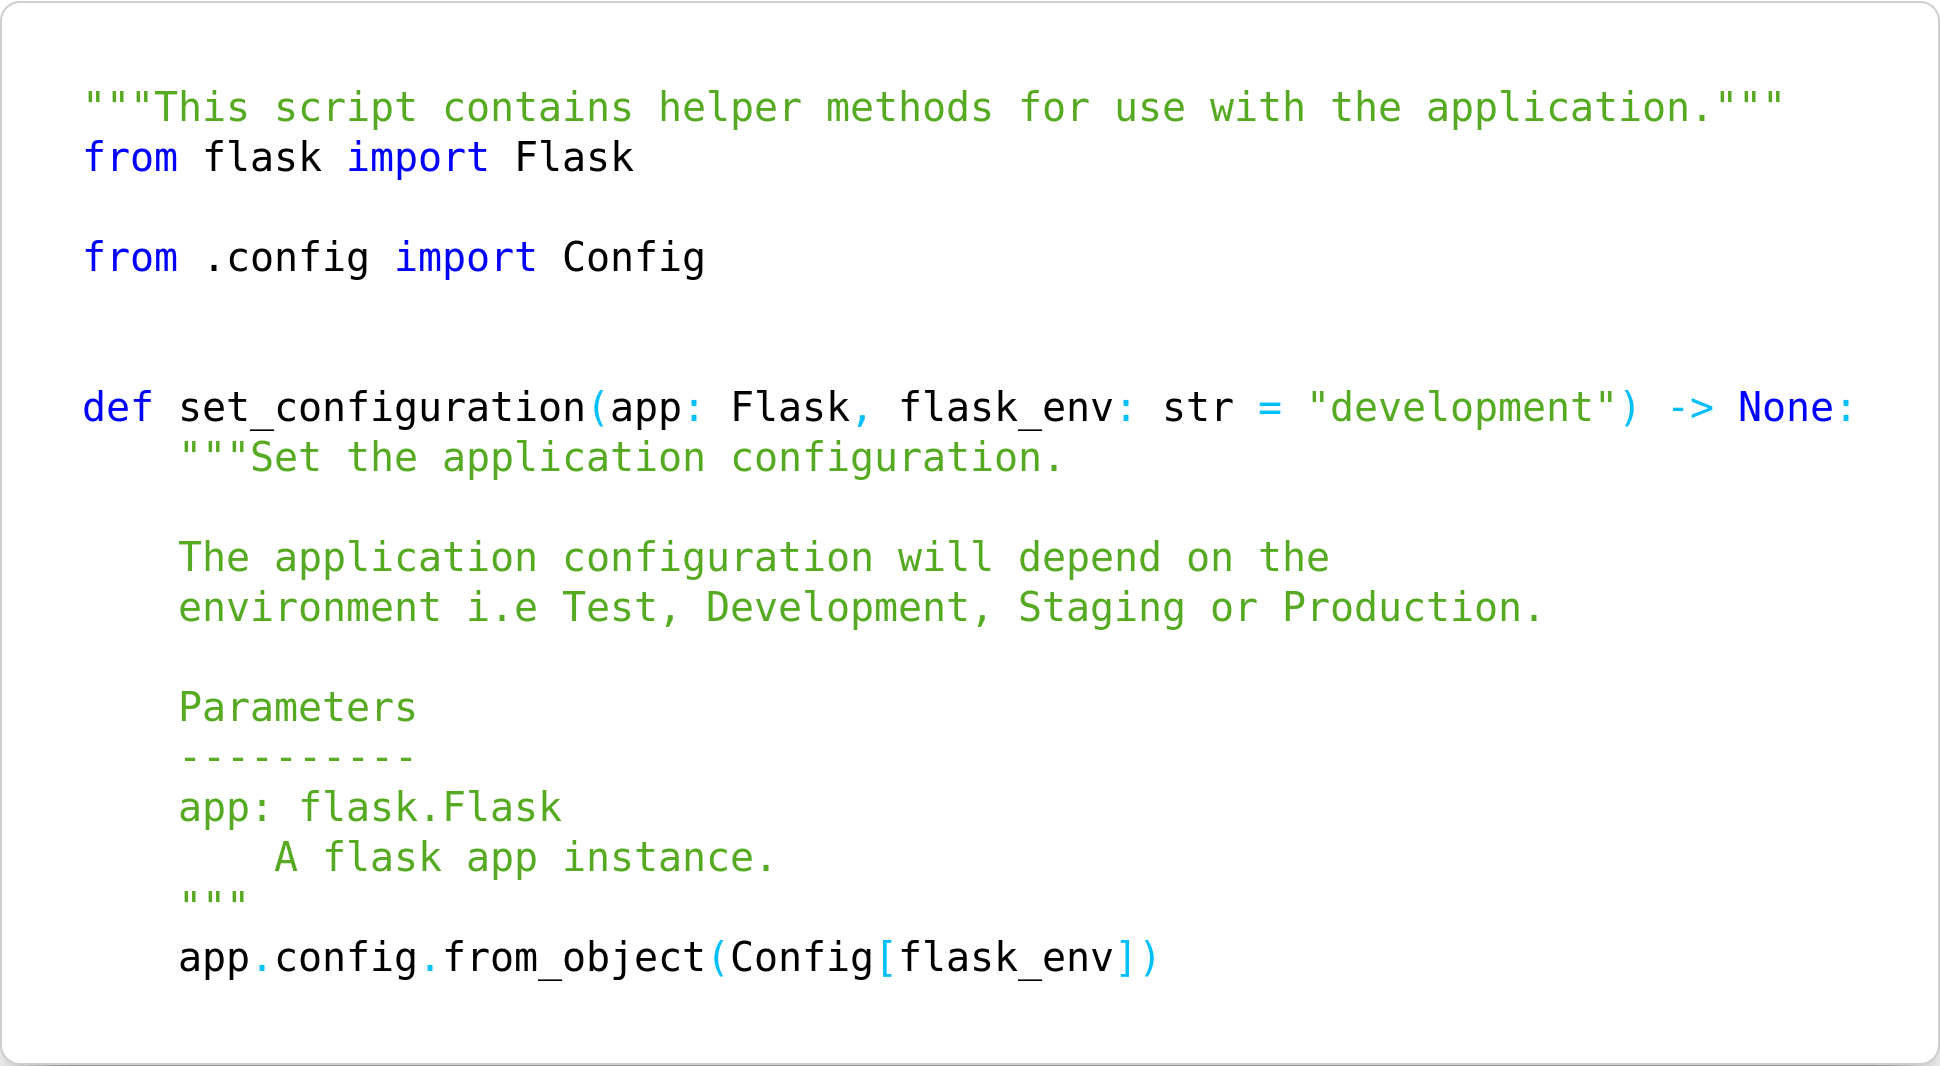 """This script contains helper methods for use with the application."""
from flask import Flask

from .config import Config


def set_configuration(app: Flask, flask_env: str = "development") -> None:
    """Set the application configuration.

    The application configuration will depend on the
    environment i.e Test, Development, Staging or Production.

    Parameters
    ----------
    app: flask.Flask
        A flask app instance.
    """
    app.config.from_object(Config[flask_env])